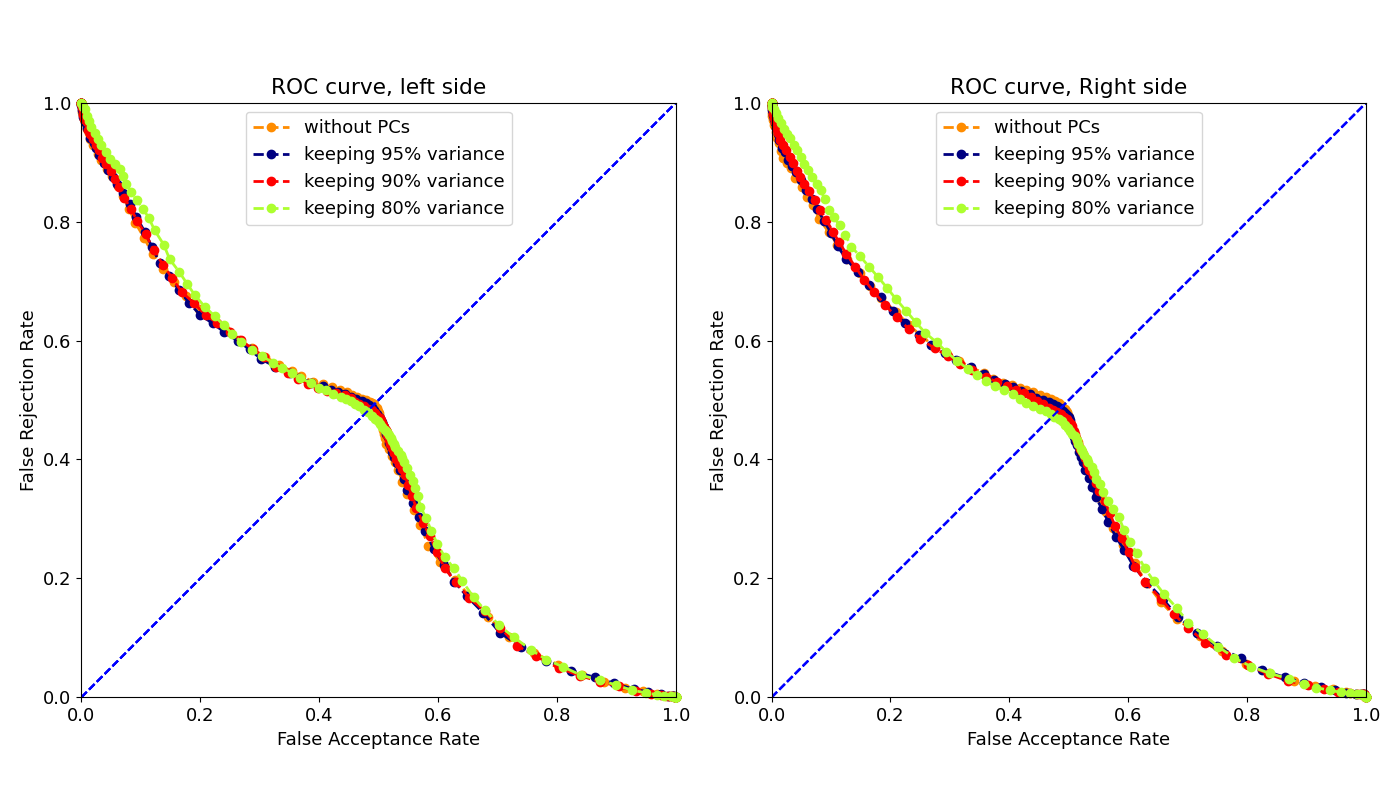 ROC curve, left side
1.0
0.8
0.6
0.4
0.2
0.0
False Rejection Rate
without PCs
keeping 95% variance
keeping 90% variance
keeping 80% variance
0.0 0.2 0.4 0.6 0.8 1.0
False Acceptance Rate
ROC curve, Right side
1.0
0.8
0.6
0.4
0.2
0.0
False Rejection Rate
without PCs
keeping 95% variance
keeping 90% variance
keeping 80% variance
0.0 0.2 0.4 0.6 0.8 1.0
False Acceptance Rate